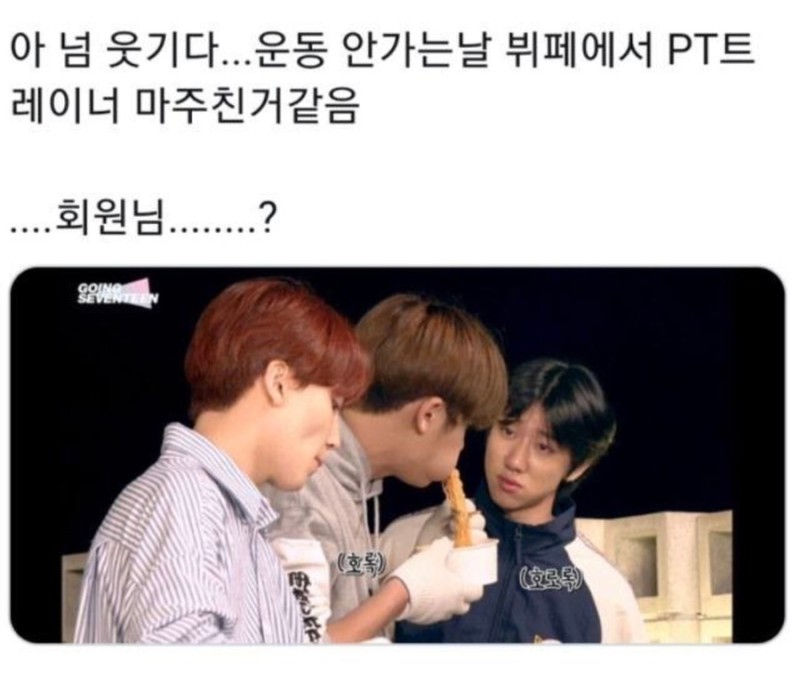 아 넘 웃기다...운동 안가는날 뷔페에서 PT트
레이너 마주친거같음
....회원님........?
GOING
SEVENTEEN
(호록)
(호로록)